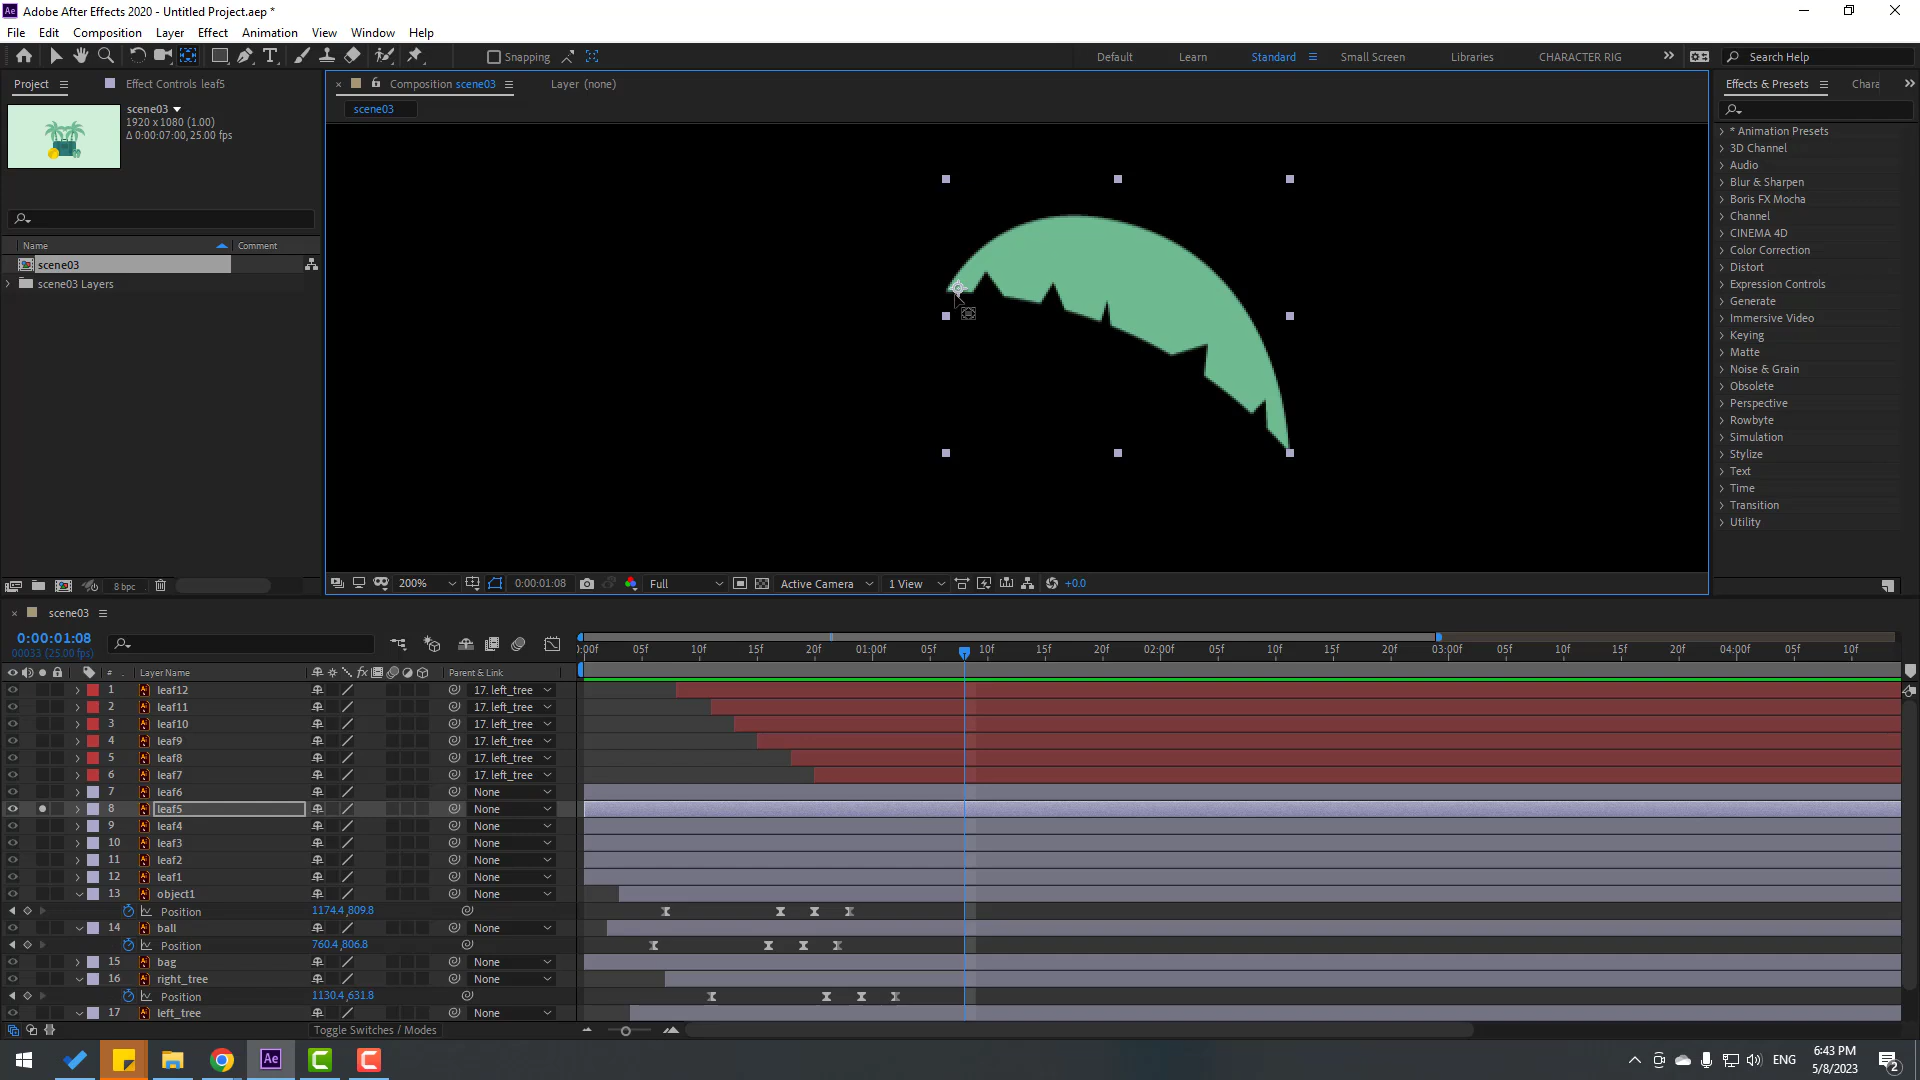 Adobe After Effects 2020 - Untitled Project.aep *
File Edit Composition Layer Effect Animation View Window Help
Snapping Default Learn Standard Small Screen Libraries CHARACTER RIG Search Help
Project Effect Controls leaf5
Composition scene03 Layer (none)
Effects & Presets Chara
scene03
1920 x 1080 (1.00)
Δ 0:00:07:00, 25.00 fps
scene03
Name Comment
scene03
scene03 Layers
* Animation Presets
3D Channel
Audio
Blur & Sharpen
Boris FX Mocha
Channel
CINEMA 4D
Color Correction
Distort
Expression Controls
Generate
Immersive Video
Keying
Matte
Noise & Grain
Obsolete
Perspective
Rowbyte
Simulation
Stylize
Text
Time
Transition
Utility
8 bpc
200% 0:00:01:08 Full Active Camera 1 View +0.0
scene03
0:00:01:08
00033 (25.00 fps)
:00f 05f 10f 15f 20f 01:00f 05f 10f 15f 20f 02:00f 05f 10f 15f 20f 03:00f 05f 10f 15f 20f 04:00f 05f 10f
# Layer Name fx Parent & Link
1 leaf12 17. left_tree
2 leaf11 17. left_tree
3 leaf10 17. left_tree
4 leaf9 17. left_tree
5 leaf8 17. left_tree
6 leaf7 17. left_tree
7 leaf6 None
8 leaf5 None
9 leaf4 None
10 leaf3 None
11 leaf2 None
12 leaf1 None
13 object1 None
Position 1174.4,809.8
14 ball None
Position 760.4,806.8
15 bag None
16 right_tree None
Position 1130.4,631.8
17 left_tree None
Toggle Switches / Modes
ENG 6:43 PM
5/8/2023 2